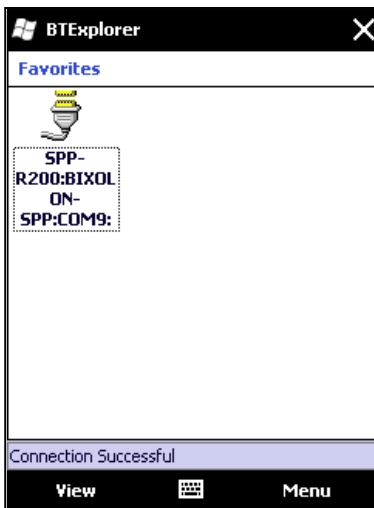 BTExplorer
Favorites
SPP-
R200:BIXOL
ON-
SPP:COM9:
Connection Successful
View Menu